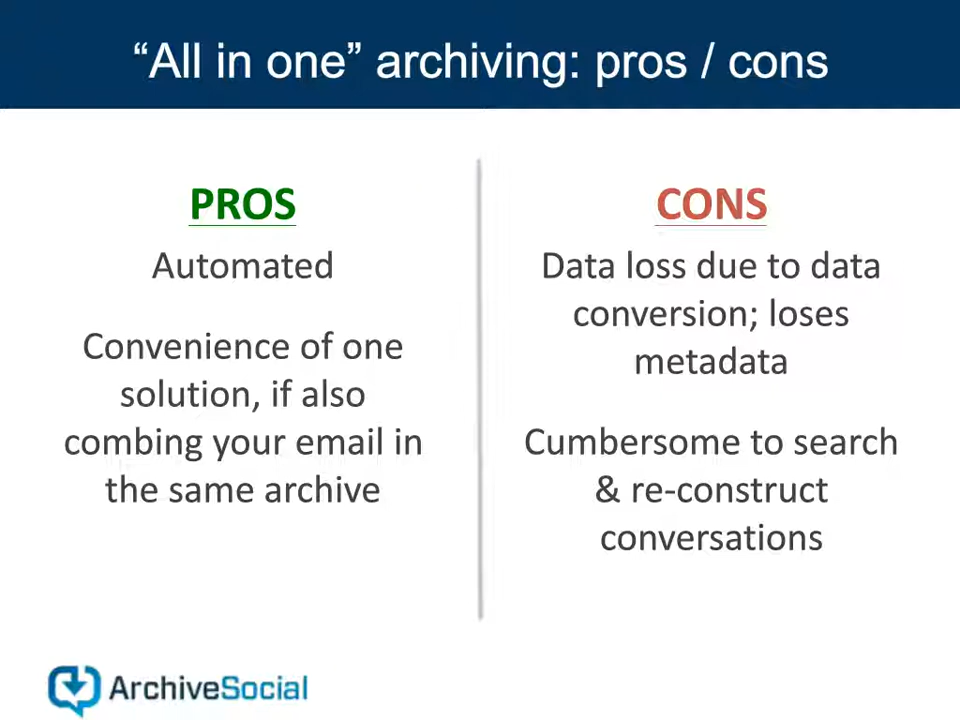 “All in one” archiving: pros / cons
PROS
Automated
Convenience of one
solution, if also
combing your email in
the same archive
CONS
Data loss due to data
conversion; loses
metadata
Cumbersome to search
& re-construct
conversations
ArchiveSocial